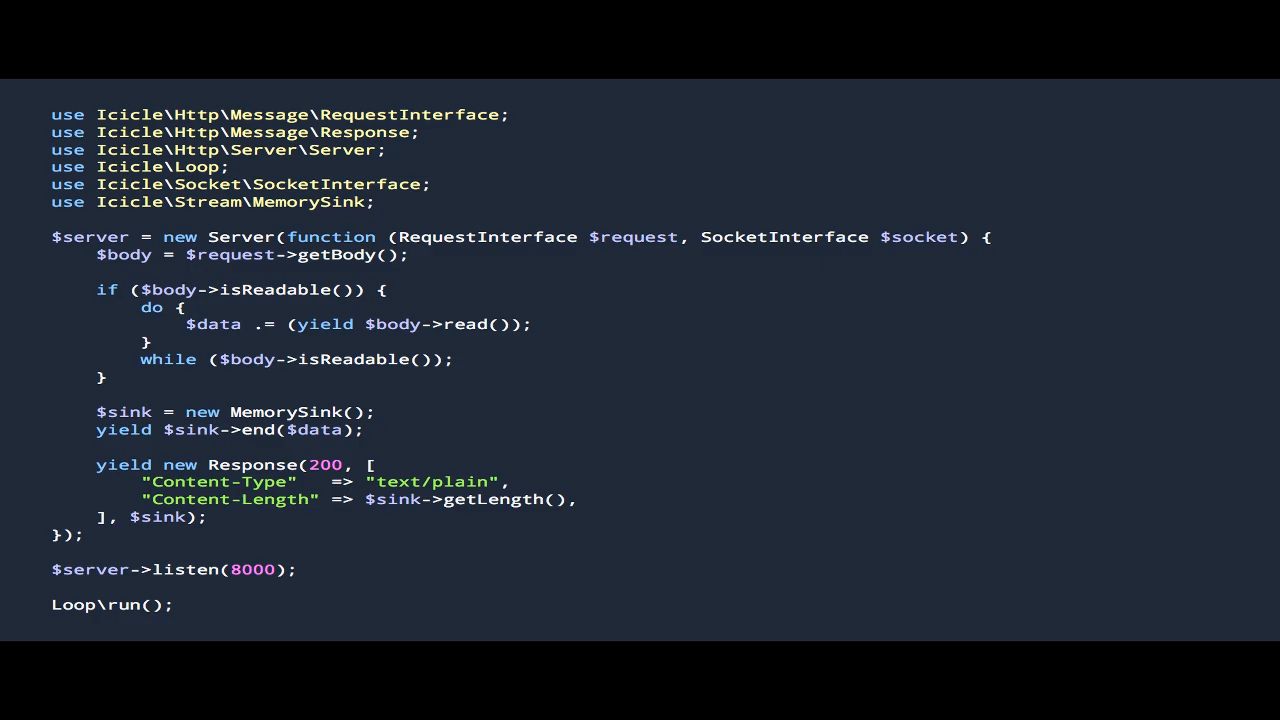 use Icicle\Http\Message\RequestInterface;
use Icicle\Http\Message\Response;
use Icicle\Http\Server\Server;
use Icicle\Loop;
use Icicle\Socket\SocketInterface;
use Icicle\Stream\MemorySink;

$server = new Server(function (RequestInterface $request, SocketInterface $socket) {
    $body = $request->getBody();

    if ($body->isReadable()) {
        do {
            $data .= (yield $body->read());
        }
        while ($body->isReadable());
    }

    $sink = new MemorySink();
    yield $sink->end($data);

    yield new Response(200, [
        "Content-Type"   => "text/plain",
        "Content-Length" => $sink->getLength(),
    ], $sink);
});

$server->listen(8000);

Loop\run();